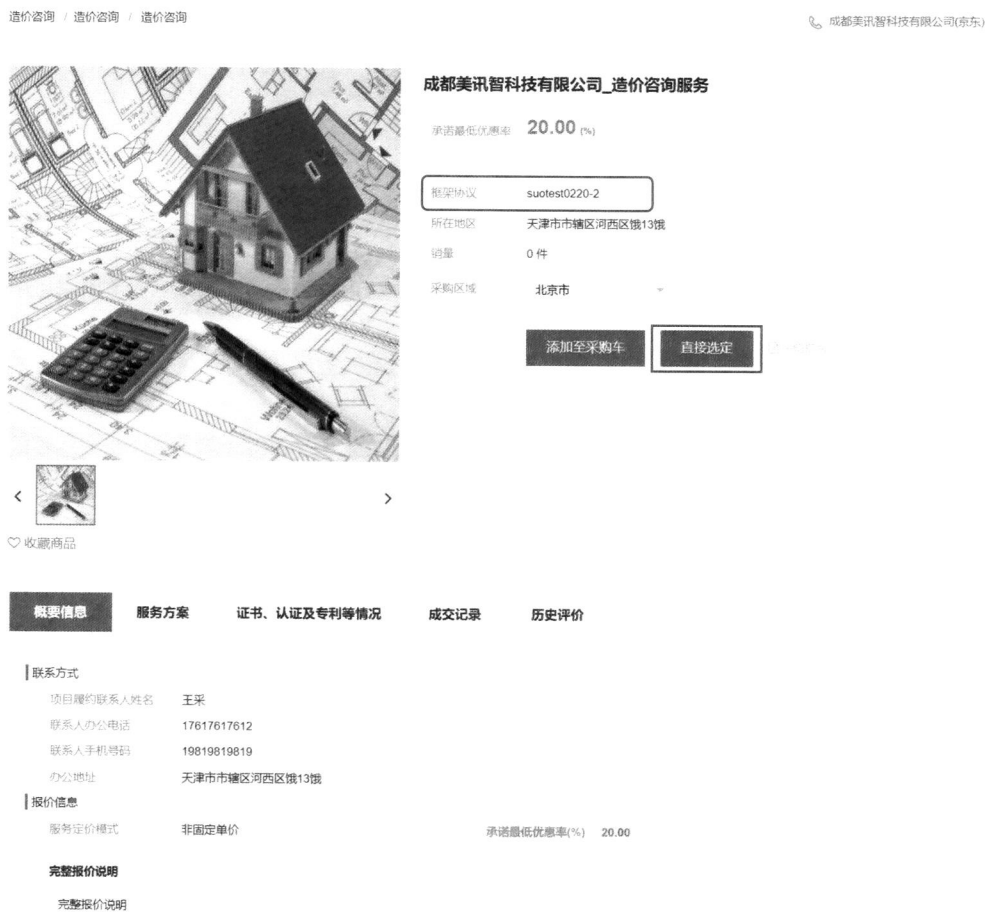 造价咨询 / 造价咨询 / 造价咨询
成都美讯智科技有限公司(京东)
成都美讯智科技有限公司_造价咨询服务
承诺最低优惠率 20.00 (%)
框架协议 suotest0220-2
所在地区 天津市市辖区河西区饿13饿
销量 0 件
采购区域 北京市
添加至采购车 直接选定
收藏商品
概要信息 服务方案 证书、认证及专利等情况 成交记录 历史评价
联系方式
项目履约联系人姓名 王采
联系人办公电话 17617617612
联系人手机号码 19819819819
办公地址 天津市市辖区河西区饿13饿
报价信息
服务定价模式 非固定单价 承诺最低优惠率(%) 20.00
完整报价说明
完整报价说明